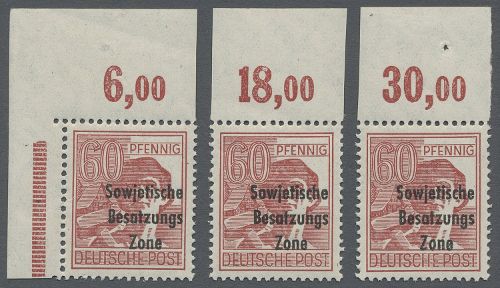 6,00 18,00 30,00
60 PFENNIG 60 PFENNIG 60 PFENNIG
Sowjetische Sowjetische Sowjetische
Besatzungs Besatzungs Besatzungs
Zone Zone Zone
DEUTSCHE POST DEUTSCHE POST DEUTSCHE POST